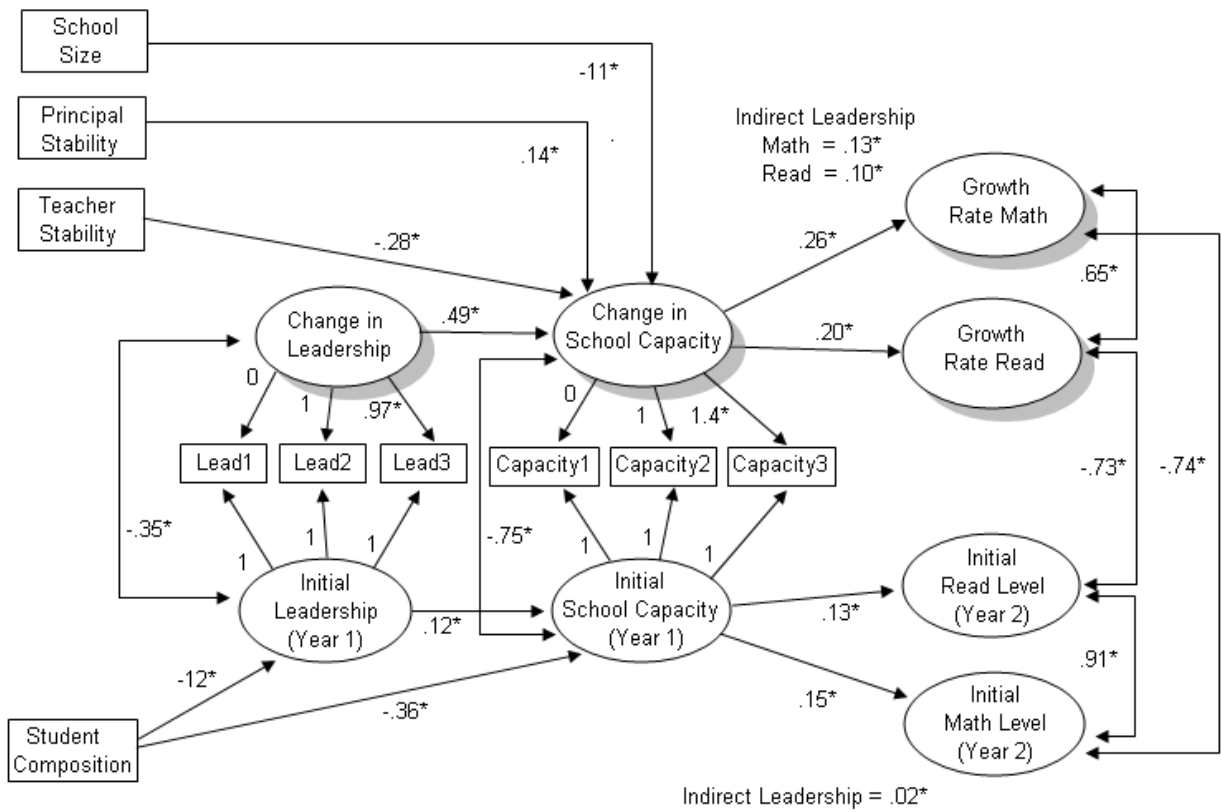 School
Size
-11*
Principal
Stability
.14*
Indirect Leadership
Math = .13*
Read = .10*
Teacher
Stability
-.28*
Growth
Rate Math
.26*
.65*
Change in
Leadership
.49*
Change in
School Capacity
.20*
Growth
Rate Read
0
1
.97*
0
1
1.4*
Lead1
Lead2
Lead3
Capacity1
Capacity2
Capacity3
-.73*
-.74*
-.35*
-.75*
1
1
1
1
1
1
Initial
Leadership
(Year 1)
.12*
Initial
School Capacity
(Year 1)
.13*
Initial
Read Level
(Year 2)
.91*
-12*
-.36*
.15*
Initial
Math Level
(Year 2)
Student
Composition
Indirect Leadership = .02*